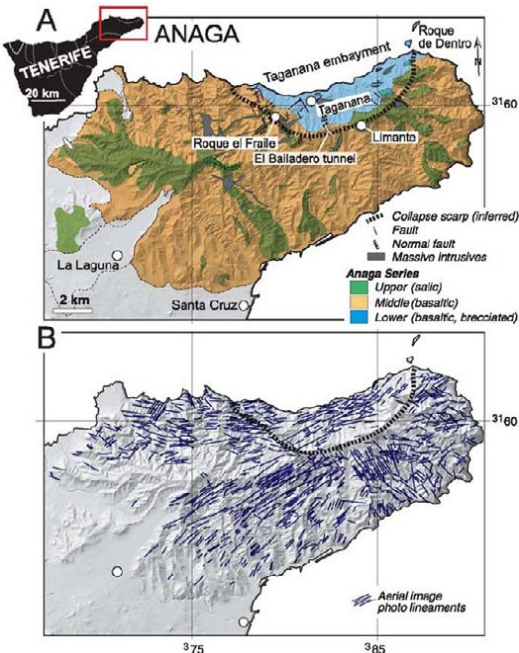 A
ANAGA
TENERIFE
20 km
Roque
de Dentro
N
Taganana embayment
3160
Taganana
Roque el Fraile
Limante
El Bailadero tunnel
Collapse scarp (inferred)
Fault
Normal fault
Massive intrusives
La Laguna
Anaga Series
Upper (salic)
Middle (basaltic)
Lower (basaltic, brecciated)
2 km
Santa Cruz
B
3160
Aerial image
photo lineaments
375
385